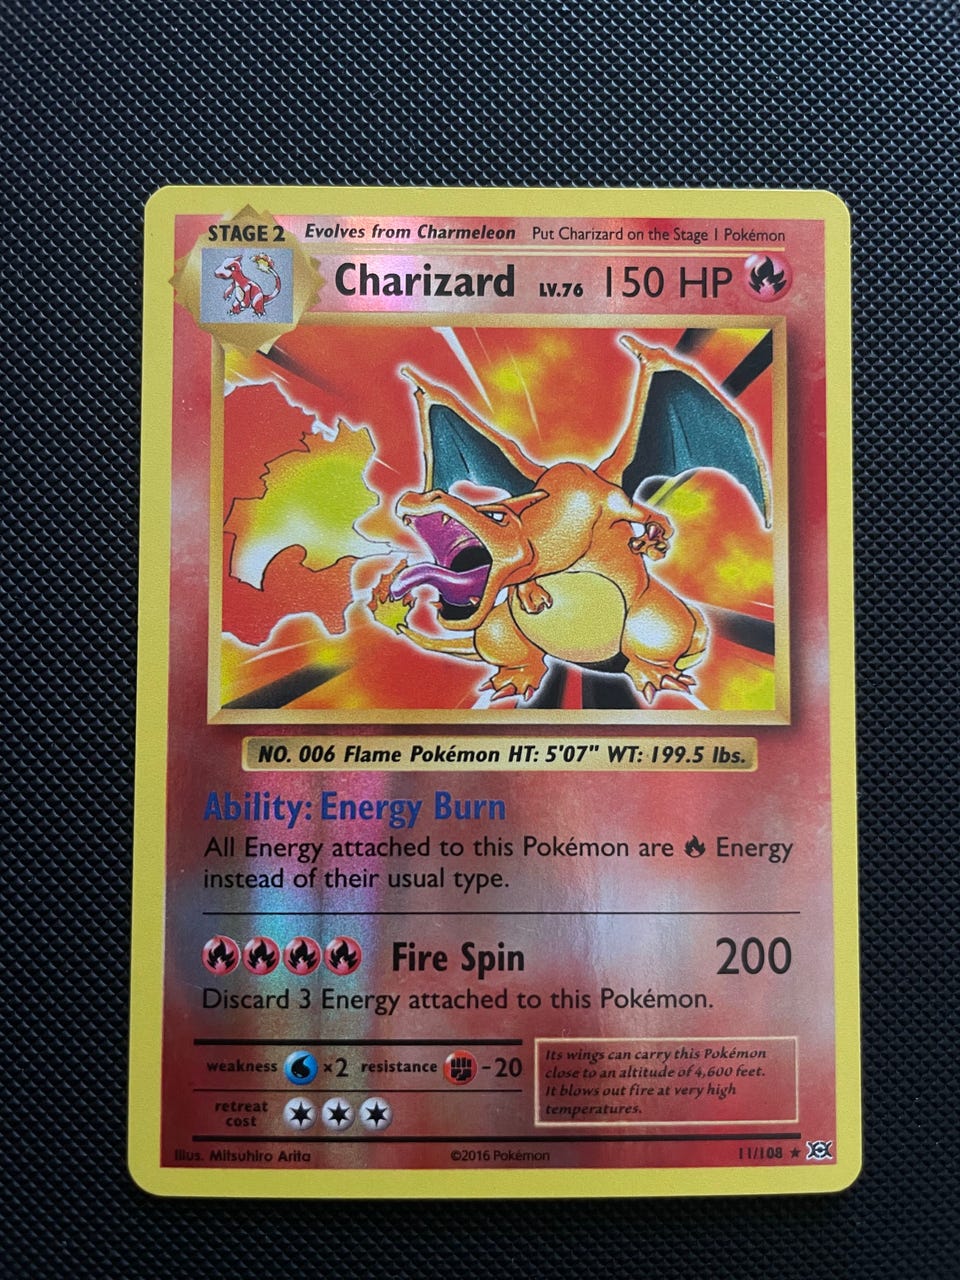 STAGE 2 Evolves from Charmeleon Put Charizard on the Stage 1 Pokémon
Charizard LV.76 150 HP
NO. 006 Flame Pokémon HT: 5'07" WT: 199.5 lbs.
Ability: Energy Burn
All Energy attached to this Pokémon are Energy
instead of their usual type.
Fire Spin 200
Discard 3 Energy attached to this Pokémon.
weakness ×2 resistance -20
retreat
cost
Its wings can carry this Pokémon
close to an altitude of 4,600 feet.
It blows out fire at very high
temperatures.
Illus. Mitsuhiro Arita ©2016 Pokémon 11/108 ★